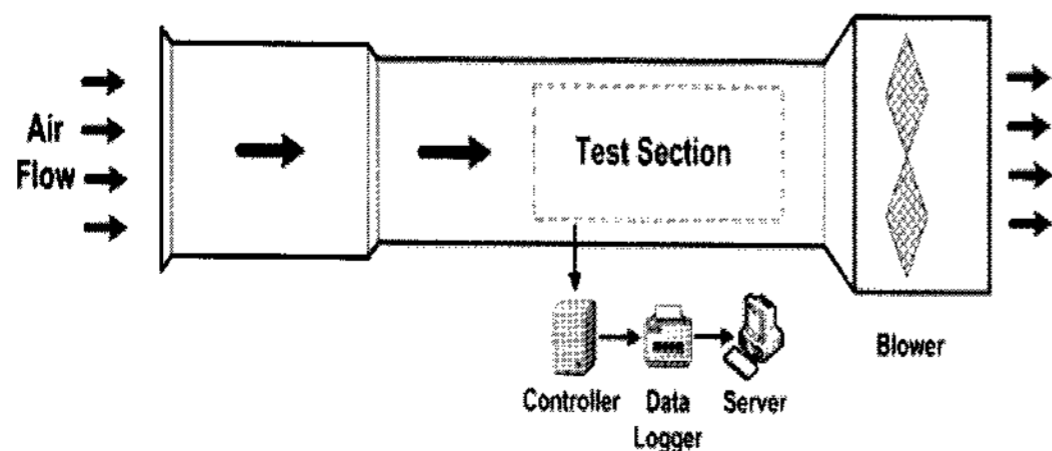 Air
Flow
Test Section
Blower
Controller
Data
Logger
Server